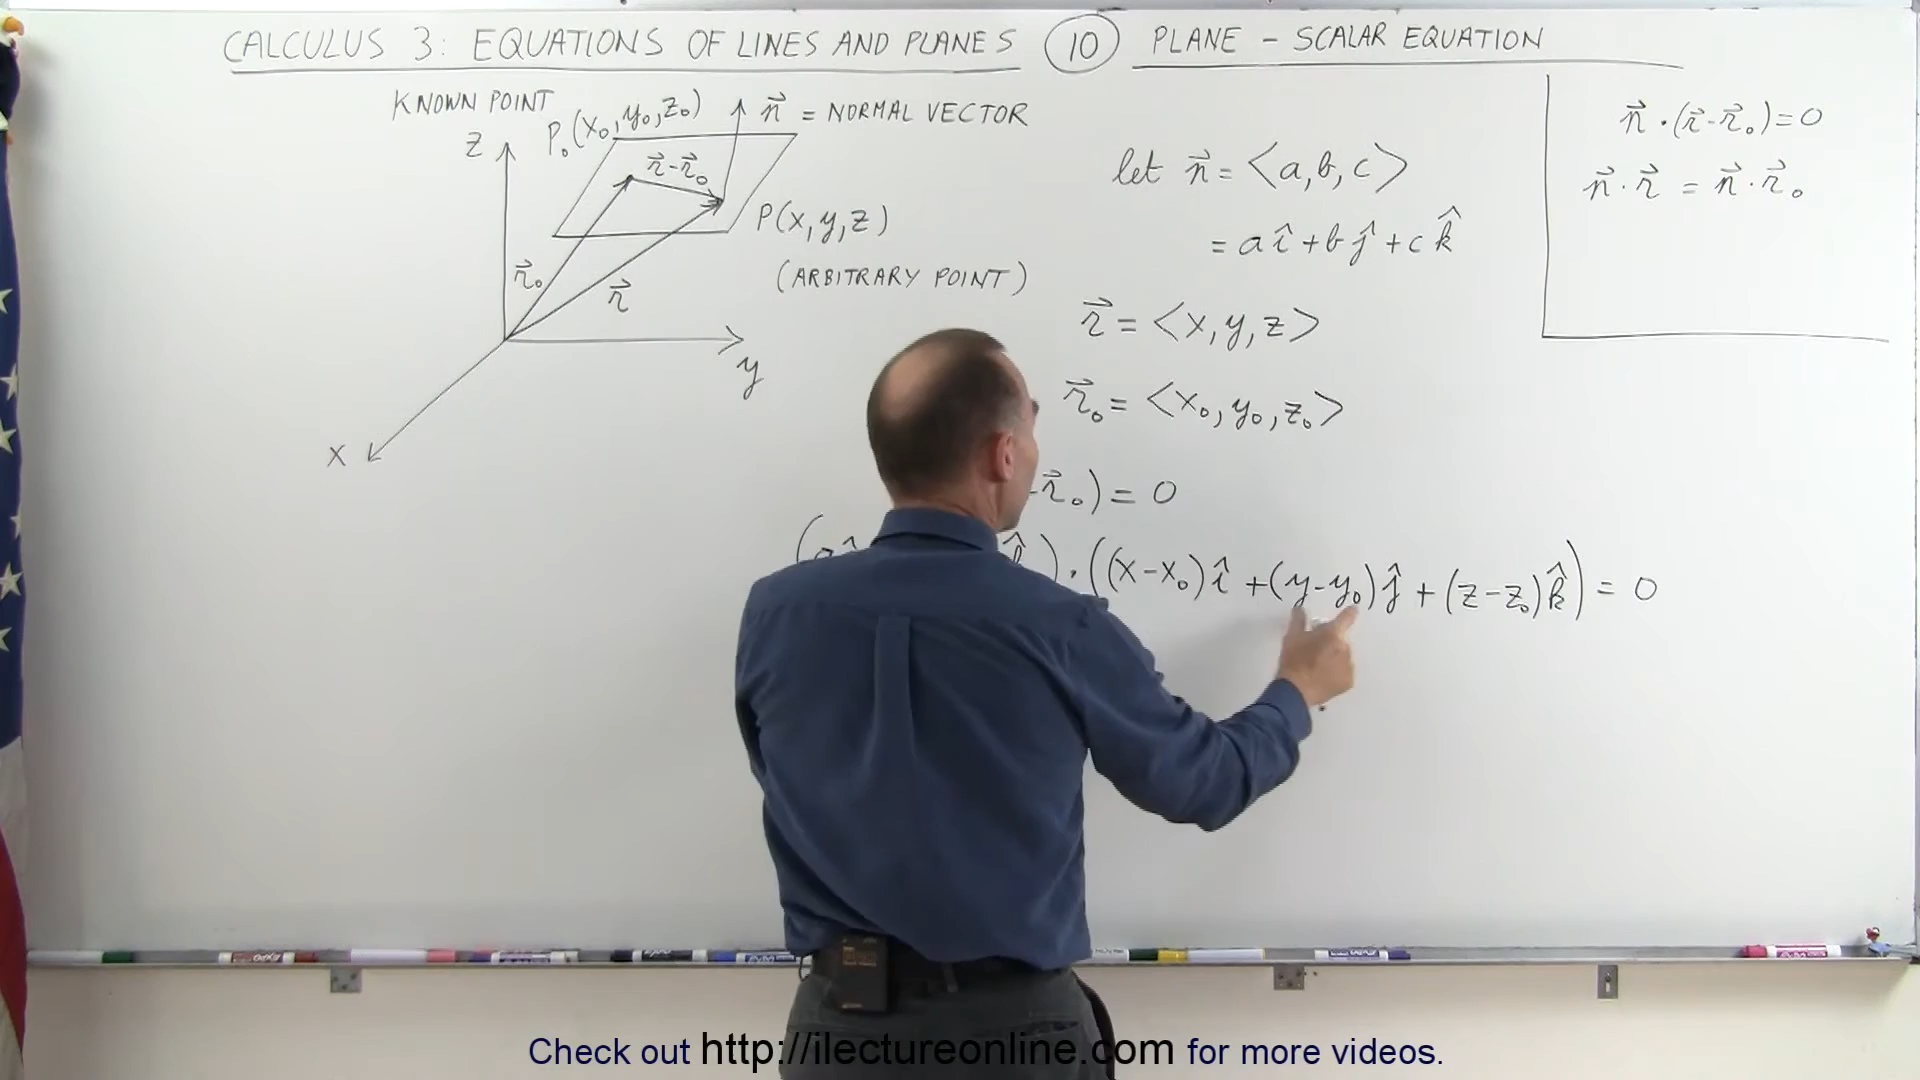 CALCULUS 3: EQUATIONS OF LINES AND PLANES ⑩ PLANE – SCALAR EQUATION
KNOWN POINT
P₀(x₀,y₀,z₀)
n⃗ = NORMAL VECTOR
z
r⃗-r⃗₀
P(x,y,z)
(ARBITRARY POINT)
r⃗₀
r⃗
y
x
let n⃗ = <a,b,c>
= aî+bĵ+ck̂
r⃗ = <x,y,z>
r⃗₀ = <x₀,y₀,z₀>
-r⃗₀) = 0
(aî k̂)·((x-x₀)î+(y-y₀)ĵ+(z-z₀)k̂) = 0
n⃗·(r⃗-r⃗₀)=0
n⃗·r⃗ = n⃗·r⃗₀
Check out http://ilectureonline.com for more videos.